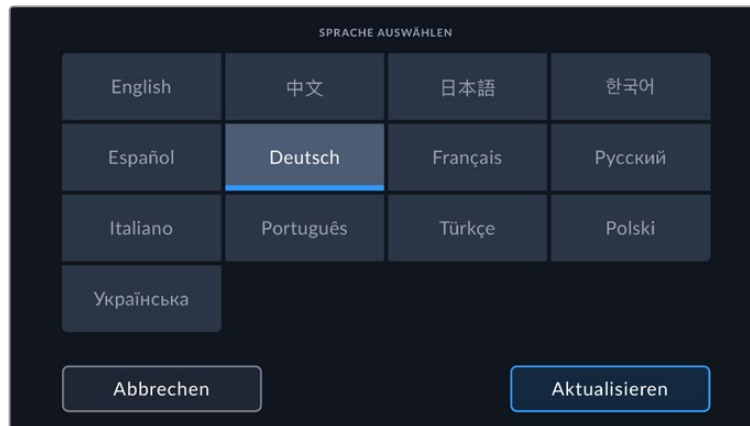 SPRACHE AUSWÄHLEN
English 中文 日本語 한국어
Español Deutsch Français Русский
Italiano Português Türkçe Polski
Українська
Abbrechen Aktualisieren